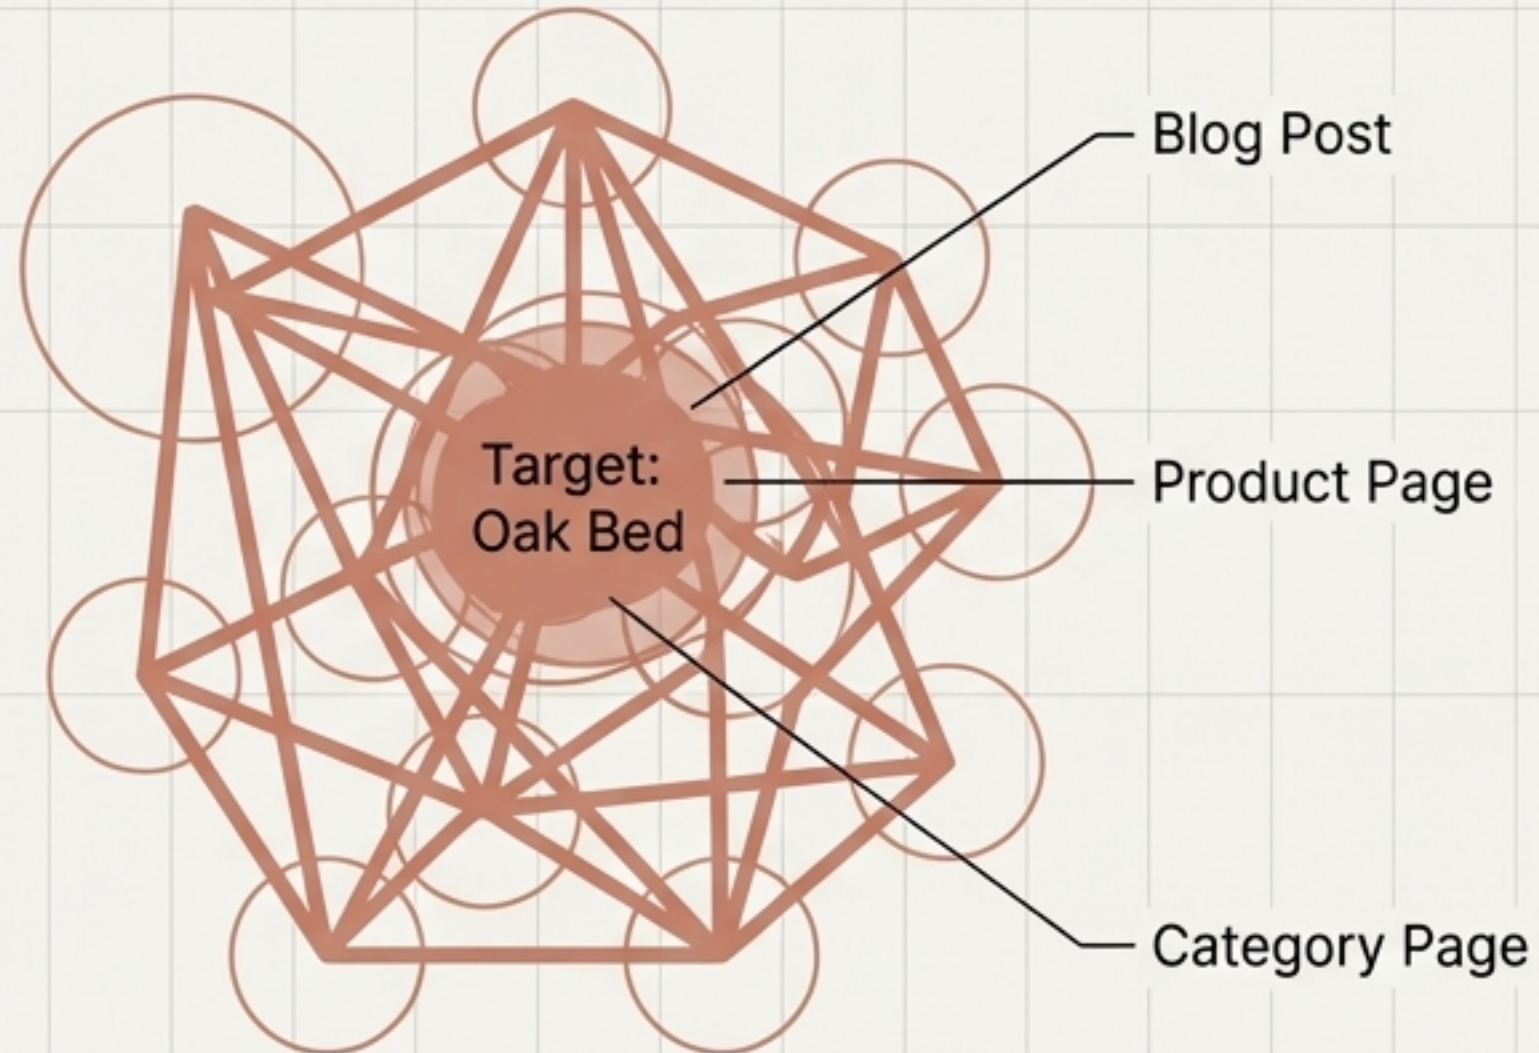 Blog Post
Target:
Oak Bed
Product Page
Category Page